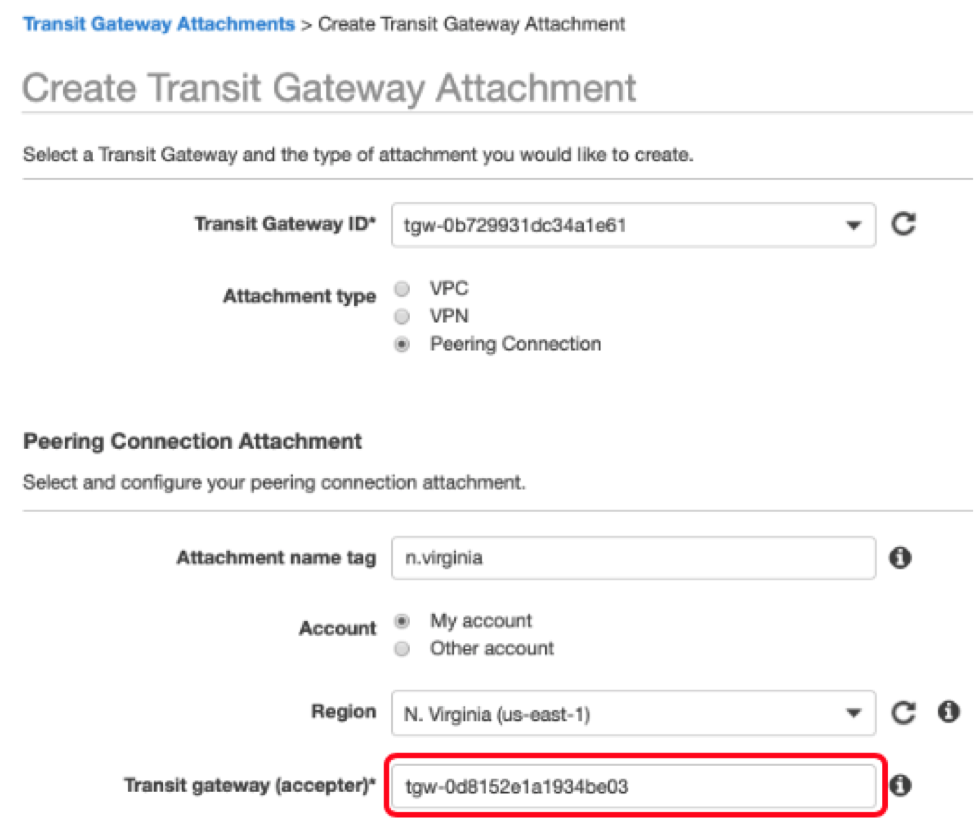 Transit Gateway Attachments > Create Transit Gateway Attachment
Create Transit Gateway Attachment
Select a Transit Gateway and the type of attachment you would like to create.
Transit Gateway ID* tgw-0b729931dc34a1e61
Attachment type VPC
VPN
Peering Connection
Peering Connection Attachment
Select and configure your peering connection attachment.
Attachment name tag n.virginia
Account My account
Other account
Region N. Virginia (us-east-1)
Transit gateway (accepter)* tgw-0d8152e1a1934be03